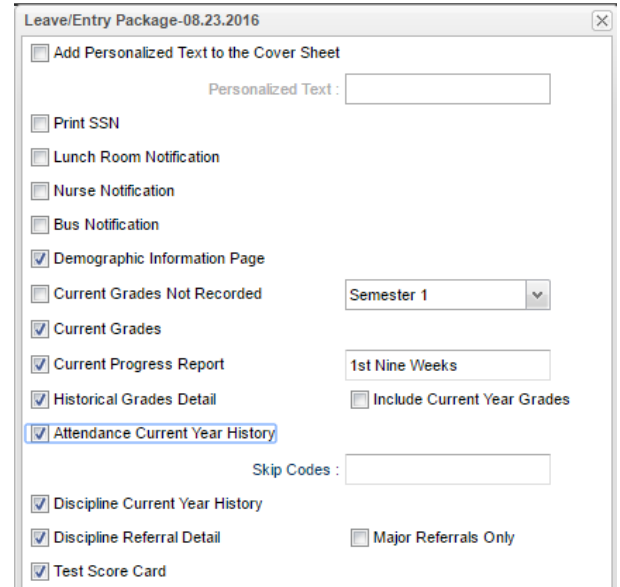 Leave/Entry Package-08.23.2016
Add Personalized Text to the Cover Sheet
Personalized Text :
Print SSN
Lunch Room Notification
Nurse Notification
Bus Notification
Demographic Information Page
Current Grades Not Recorded Semester 1
Current Grades
Current Progress Report 1st Nine Weeks
Historical Grades Detail Include Current Year Grades
Attendance Current Year History
Skip Codes :
Discipline Current Year History
Discipline Referral Detail Major Referrals Only
Test Score Card